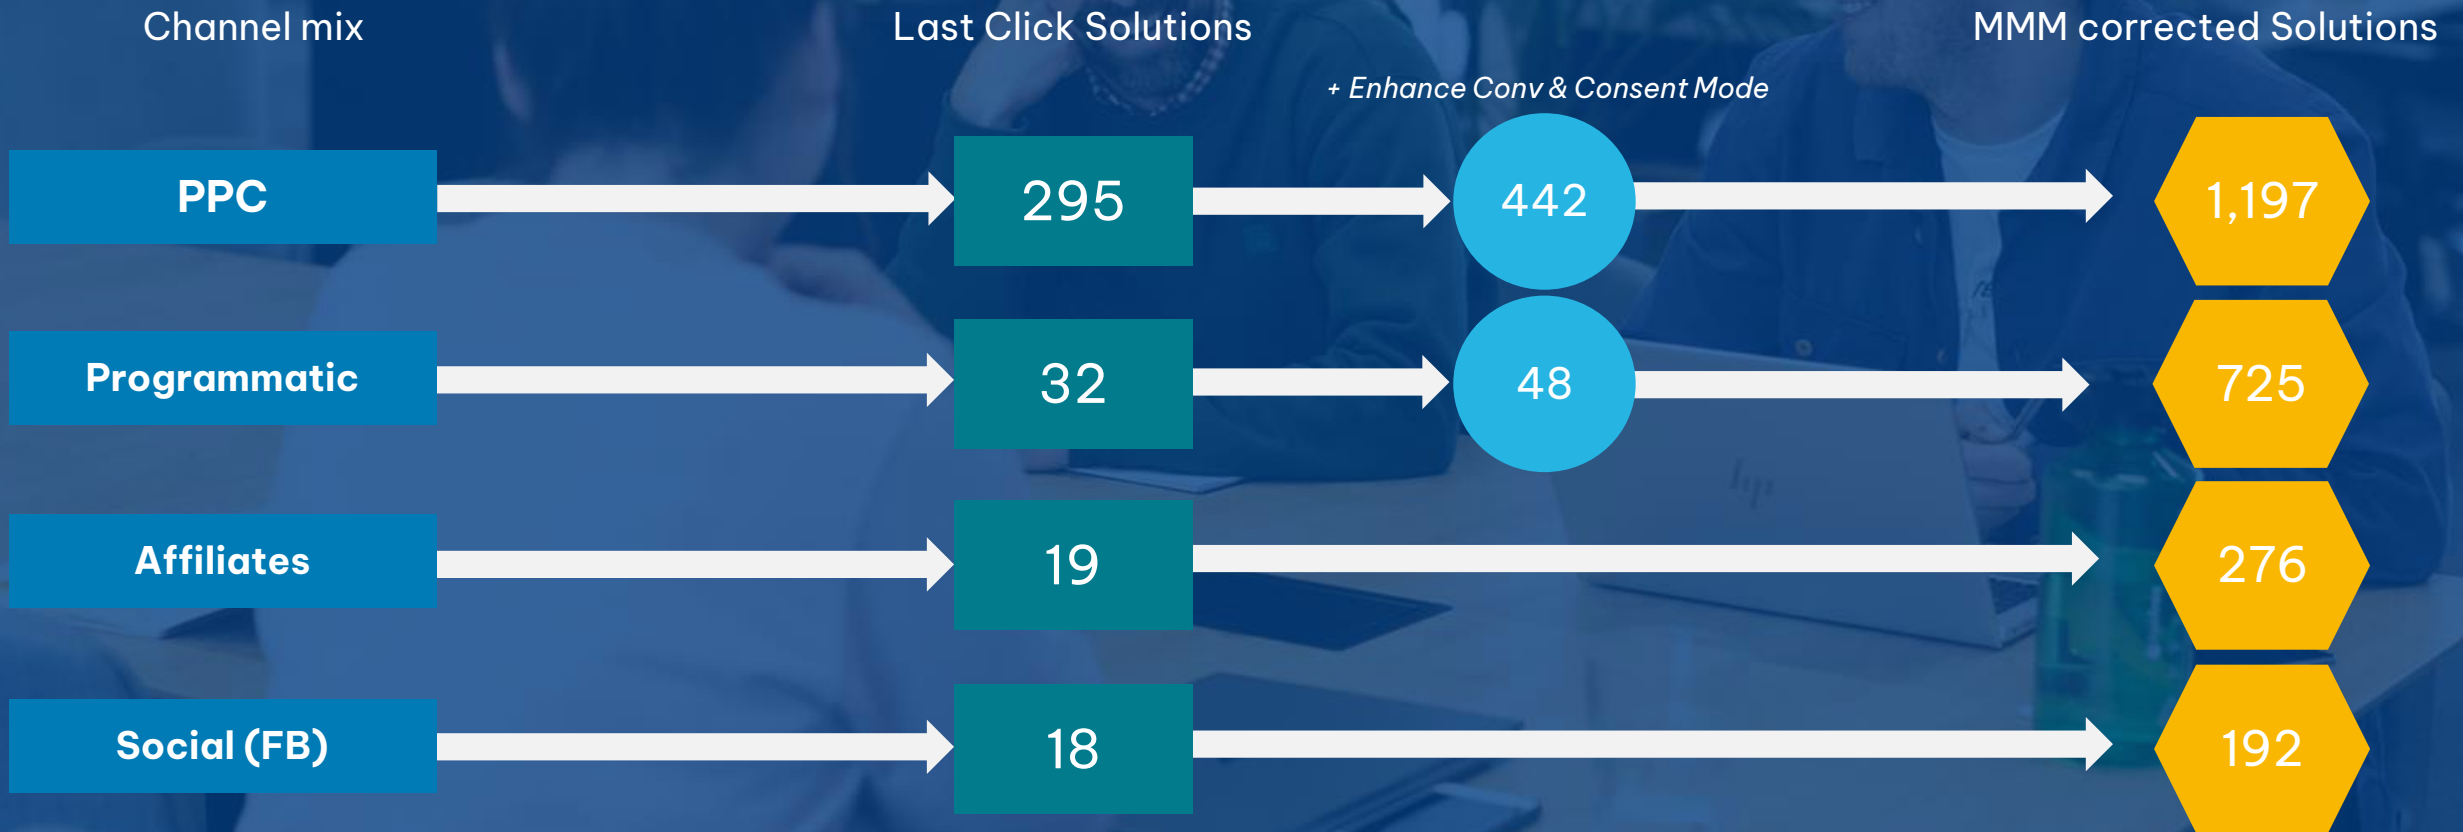 Channel mix
Last Click Solutions
MMM corrected Solutions
+ Enhance Conv & Consent Mode
PPC
295
442
1,197
Programmatic
32
48
725
Affiliates
19
276
Social (FB)
18
192
hp